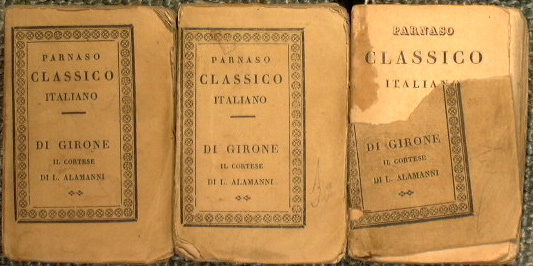 PARNASO
CLASSICO
ITALIANO
DI GIRONE
IL CORTESE
DI L. ALAMANNI
PARNASO
CLASSICO
ITALIANO
DI GIRONE
IL CORTESE
DI L. ALAMANNI
PARNASO
CLASSICO
ITALIANO
DI GIRONE
IL CORTESE
DI L. ALAMANNI